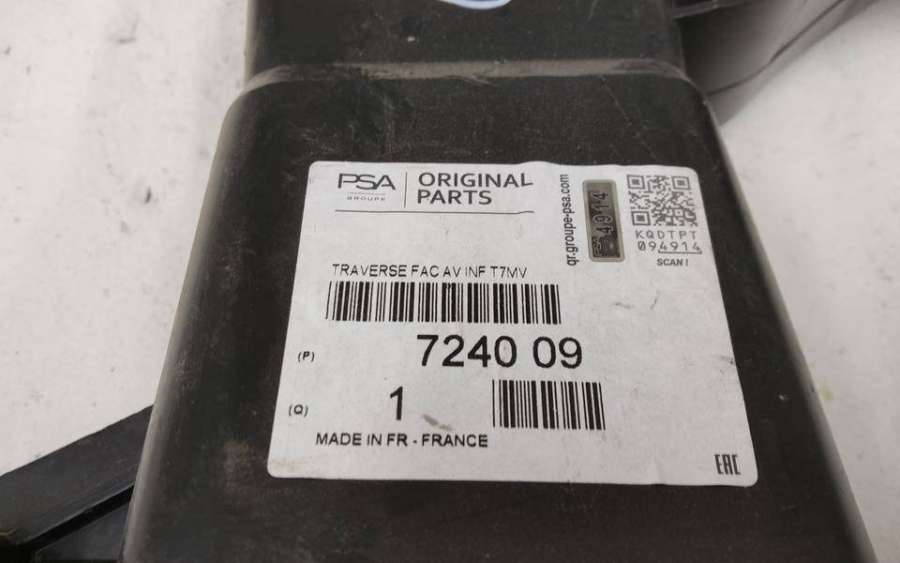 PSA
GROUPE
ORIGINAL
PARTS
qr.groupe-psa.com
4914
KQDTPT
094914
SCAN !
TRAVERSE FAC AV INF T7MV
(P) 7240 09
(Q) 1
MADE IN FR - FRANCE
EAC